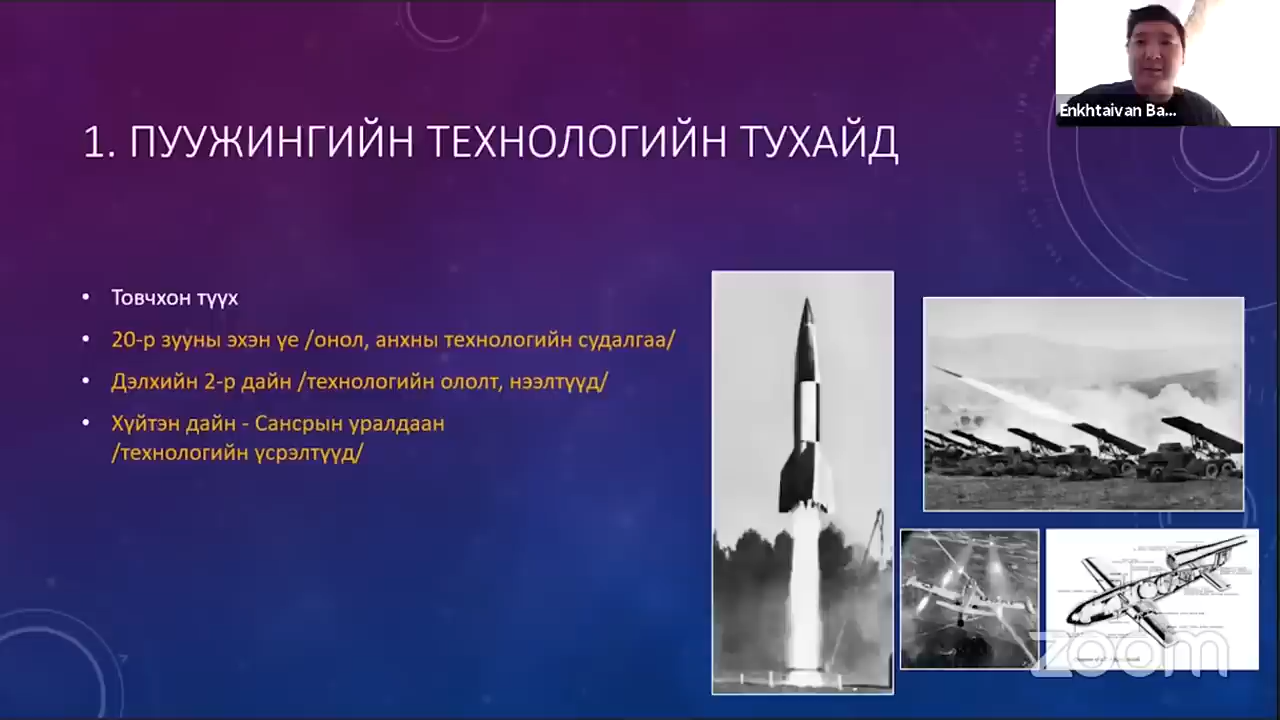 Enkhtaivan Ba...
1. ПУУЖИНГИЙН ТЕХНОЛОГИЙН ТУХАЙД
• Товчхон түүх
• 20-р зууны эхэн үе /онол, анхны технологийн судалгаа/
• Дэлхийн 2-р дайн /технологийн ололт, нээлтүүд/
• Хүйтэн дайн - Сансрын уралдаан
/технологийн үсрэлтүүд/
zoom